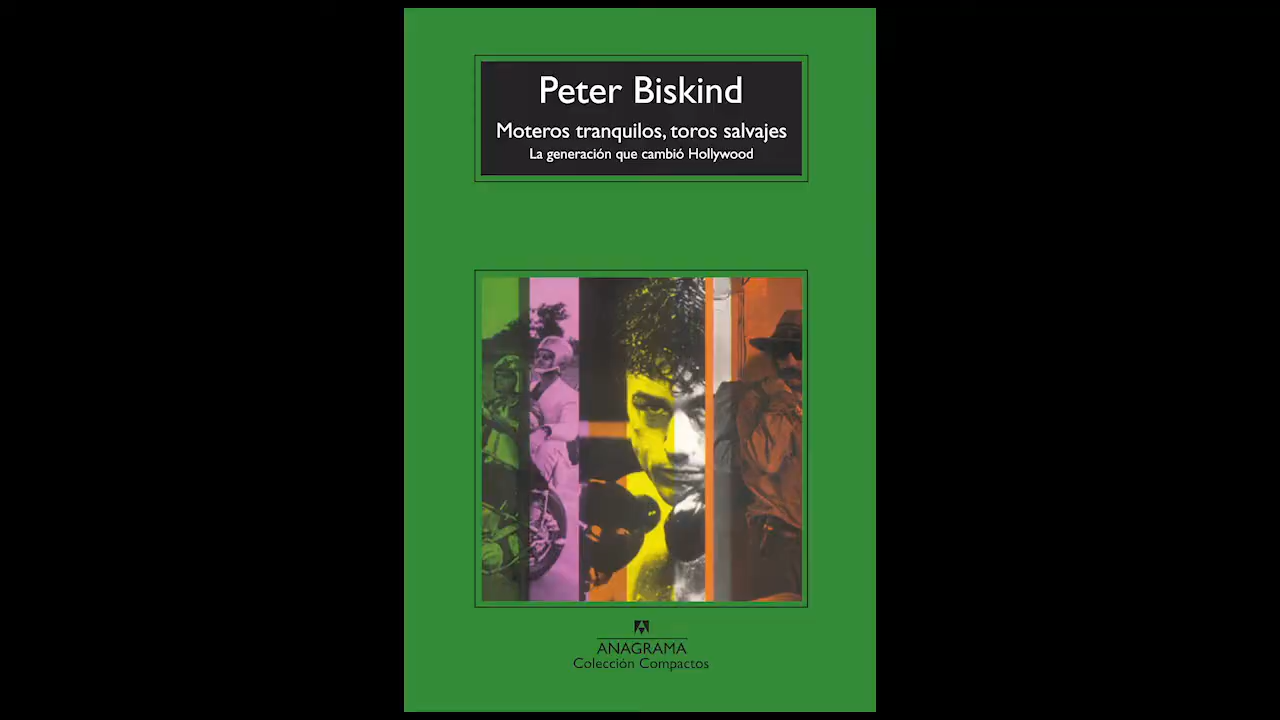 Peter Biskind
Moteros tranquilos, toros salvajes
La generación que cambió Hollywood
ANAGRAMA
Colección Compactos